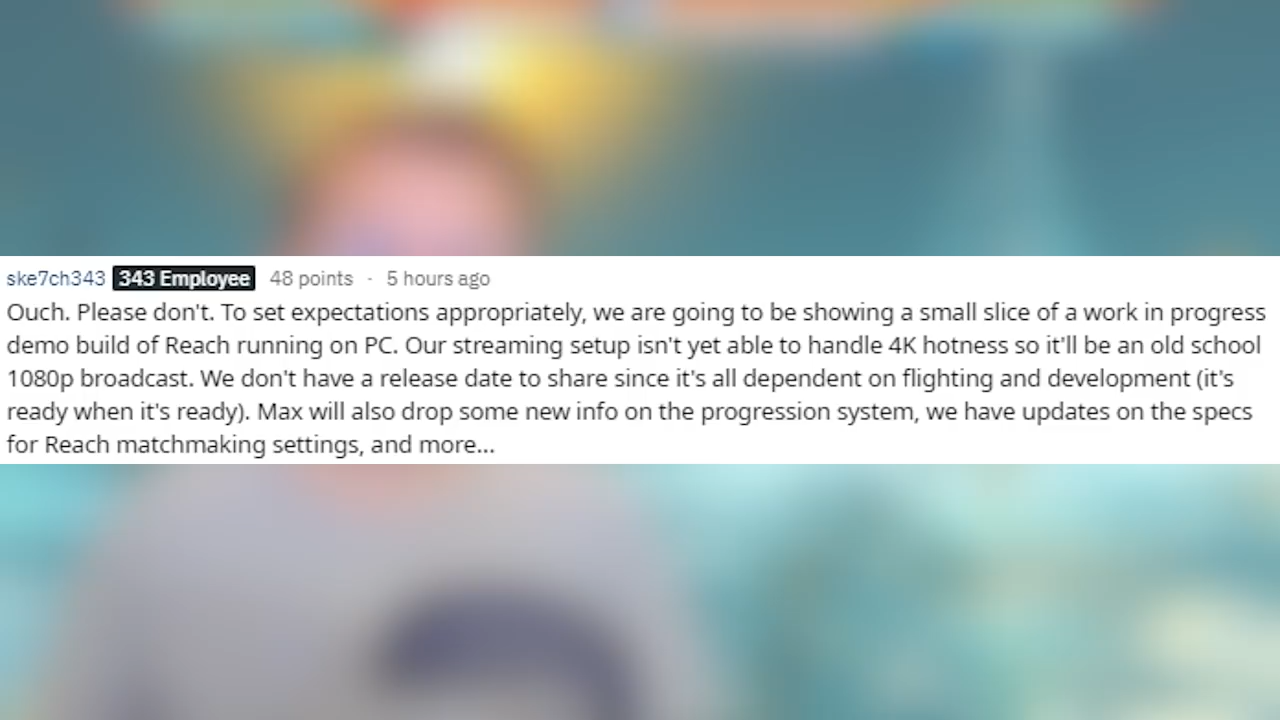 ske7ch343 343 Employee 48 points · 5 hours ago
Ouch. Please don't. To set expectations appropriately, we are going to be showing a small slice of a work in progress
demo build of Reach running on PC. Our streaming setup isn't yet able to handle 4K hotness so it'll be an old school
1080p broadcast. We don't have a release date to share since it's all dependent on flighting and development (it's
ready when it's ready). Max will also drop some new info on the progression system, we have updates on the specs
for Reach matchmaking settings, and more...